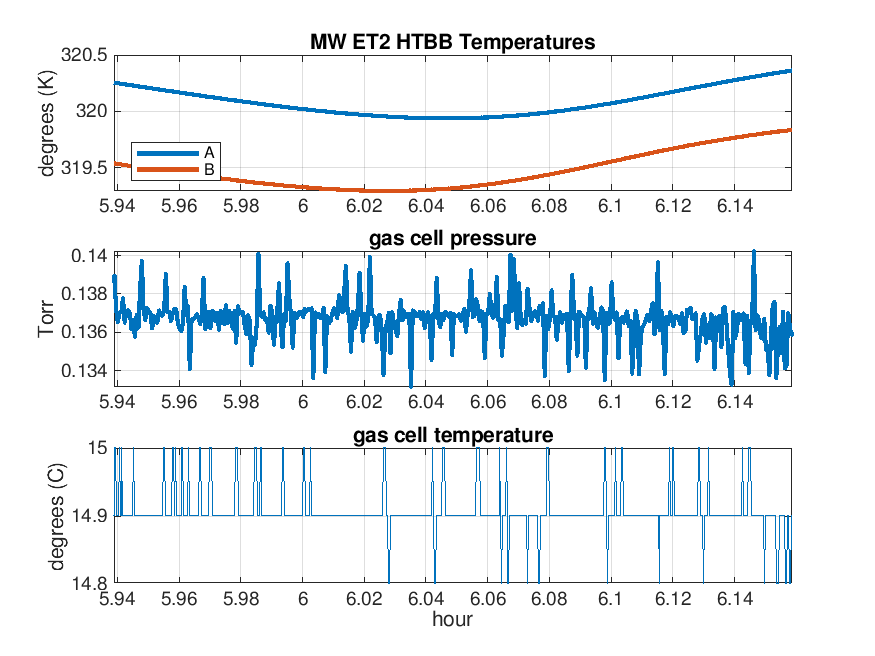 MW ET2 HTBB Temperatures
320.5
320
319.5
degrees (K)
A
B
5.94 5.96 5.98 6 6.02 6.04 6.06 6.08 6.1 6.12 6.14
gas cell pressure
0.14
0.138
0.136
0.134
Torr
5.94 5.96 5.98 6 6.02 6.04 6.06 6.08 6.1 6.12 6.14
gas cell temperature
15
14.9
14.8
degrees (C)
5.94 5.96 5.98 6 6.02 6.04 6.06 6.08 6.1 6.12 6.14
hour